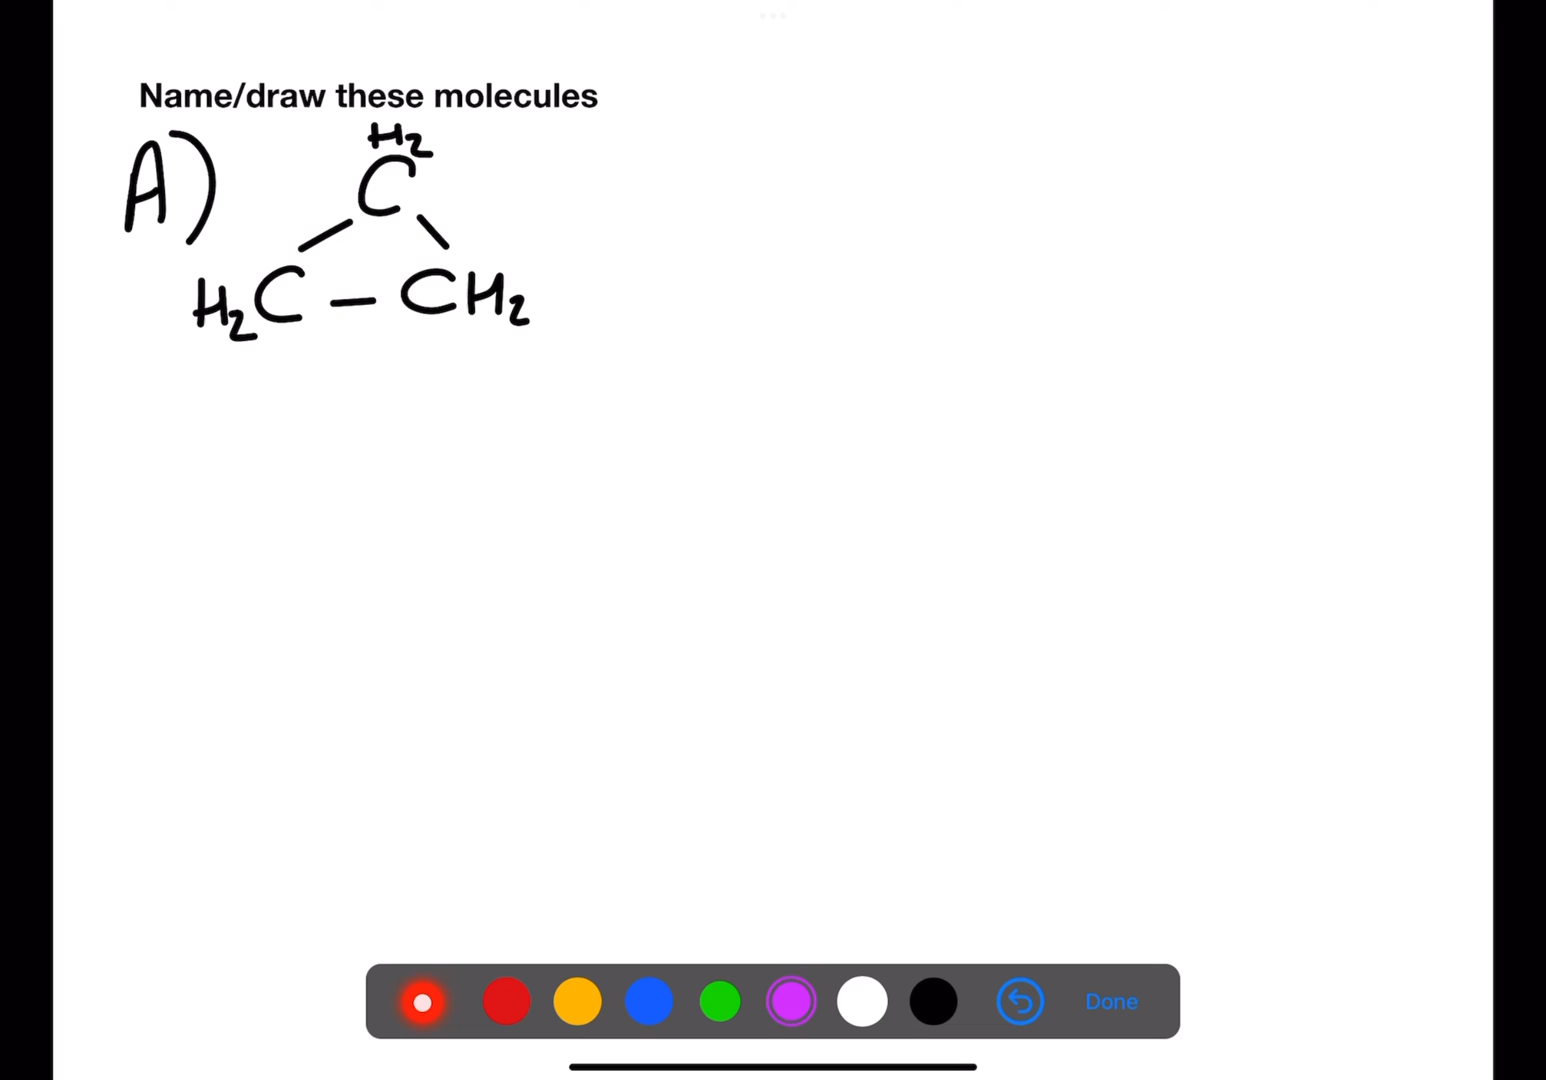 Name/draw these molecules
A)
H₂
C
H₂C – CH₂
Done